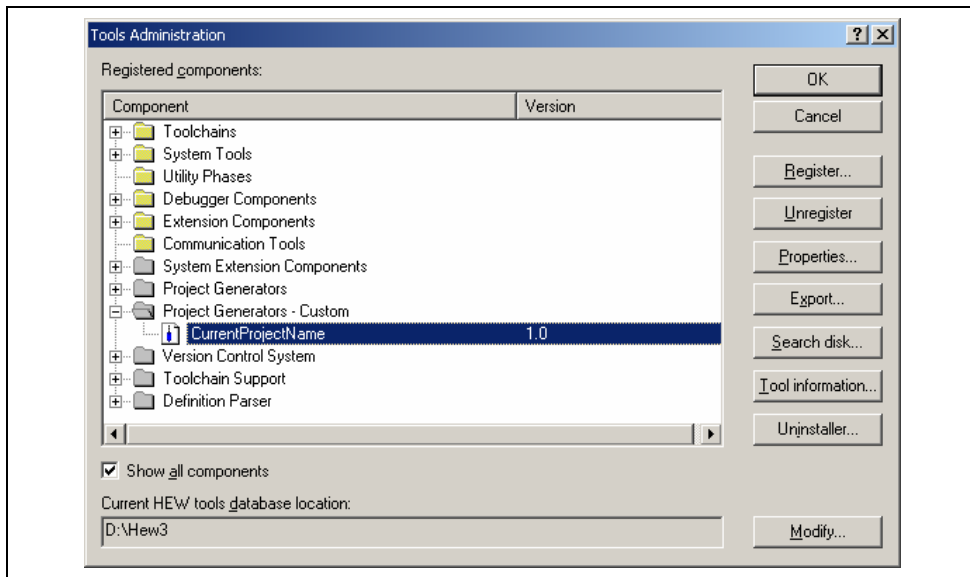 Tools Administration
Registered components:
Component Version
Toolchains
System Tools
Utility Phases
Debugger Components
Extension Components
Communication Tools
System Extension Components
Project Generators
Project Generators - Custom
CurrentProjectName 1.0
Version Control System
Toolchain Support
Definition Parser
Show all components
Current HEW tools database location:
D:\Hew3
OK
Cancel
Register...
Unregister
Properties...
Export...
Search disk...
Tool information...
Uninstaller...
Modify...